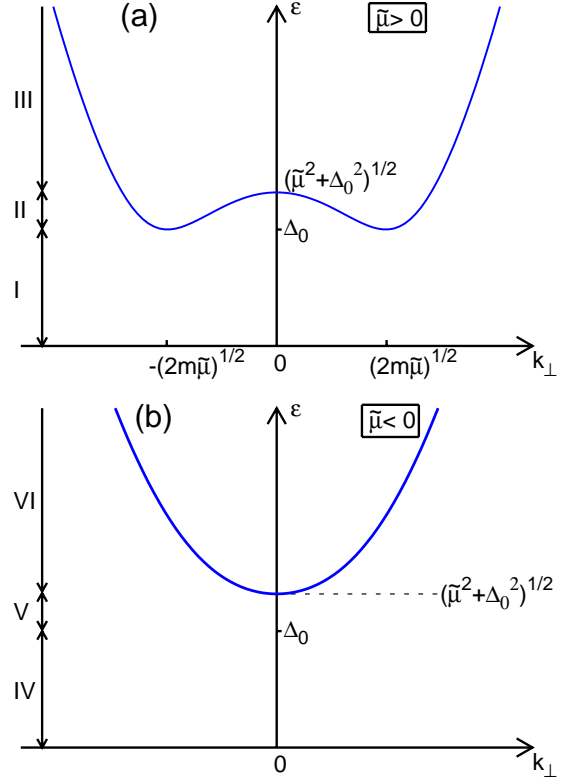 (a) ε μ̃> 0
III
(μ̃²+Δ₀²)^1/2
II
Δ₀
I
-(2mμ̃)^1/2 0 (2mμ̃)^1/2 k⊥
(b) ε μ̃< 0
VI
(μ̃²+Δ₀²)^1/2
V
Δ₀
IV
0 k⊥